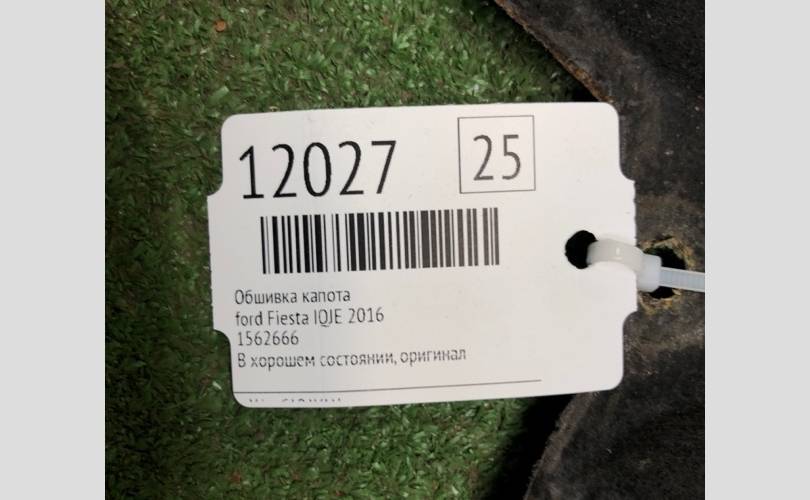 12027
25
Обшивка капота
ford Fiesta IQJE 2016
1562666
В хорошем состоянии, оригинал